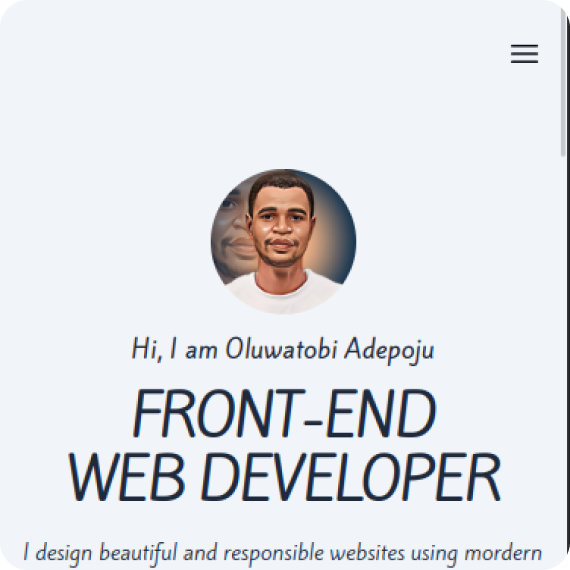 Hi, I am Oluwatobi Adepoju
FRONT-END
WEB DEVELOPER
I design beautiful and responsible websites using mordern